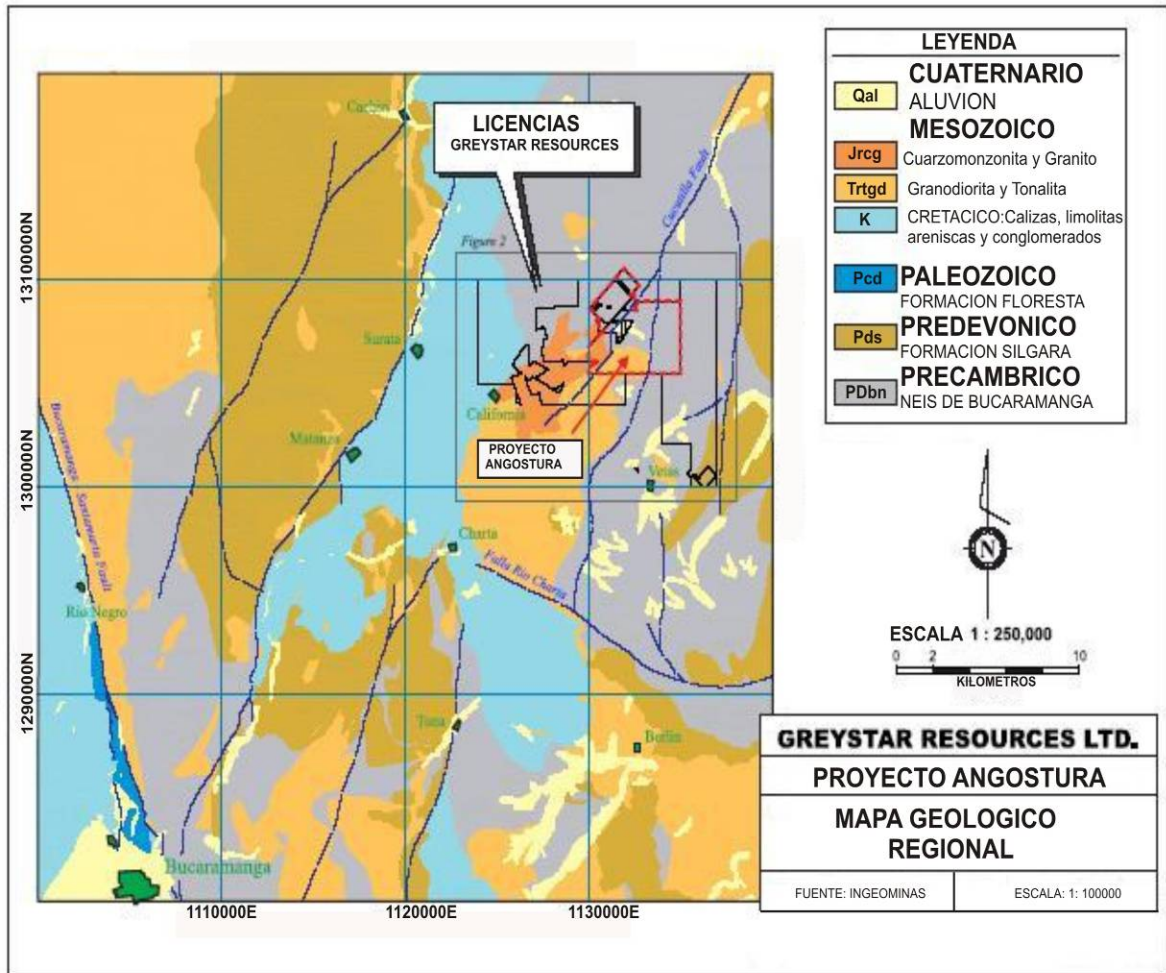 LEYENDA
CUATERNARIO
Qal
ALUVION
MESOZOICO
Jrcg
Cuarzomonzonita y Granito
Trtgd
Granodiorita y Tonalita
K
CRETACICO:Calizas, limolitas
areniscas y conglomerados
Pcd
PALEOZOICO
FORMACION FLORESTA
PREDEVONICO
Pds
FORMACION SILGARA
PRECAMBRICO
PDbn
NEIS DE BUCARAMANGA
LICENCIAS
GREYSTAR RESOURCES
Cucutilla Fault
Figure 2
1310000N
Surata
California
PROYECTO
ANGOSTURA
Matanza
1300000N
Vetas
Bucaramanga - Santamarta Fault
Charta
Falla Rio Charta
Rio Negro
1290000N
Tona
Berlin
Bucaramanga
1110000E
1120000E
1130000E
N
ESCALA 1 : 250,000
0 2 10
KILOMETROS
GREYSTAR RESOURCES LTD.
PROYECTO ANGOSTURA
MAPA GEOLOGICO
REGIONAL
FUENTE: INGEOMINAS
ESCALA: 1: 100000